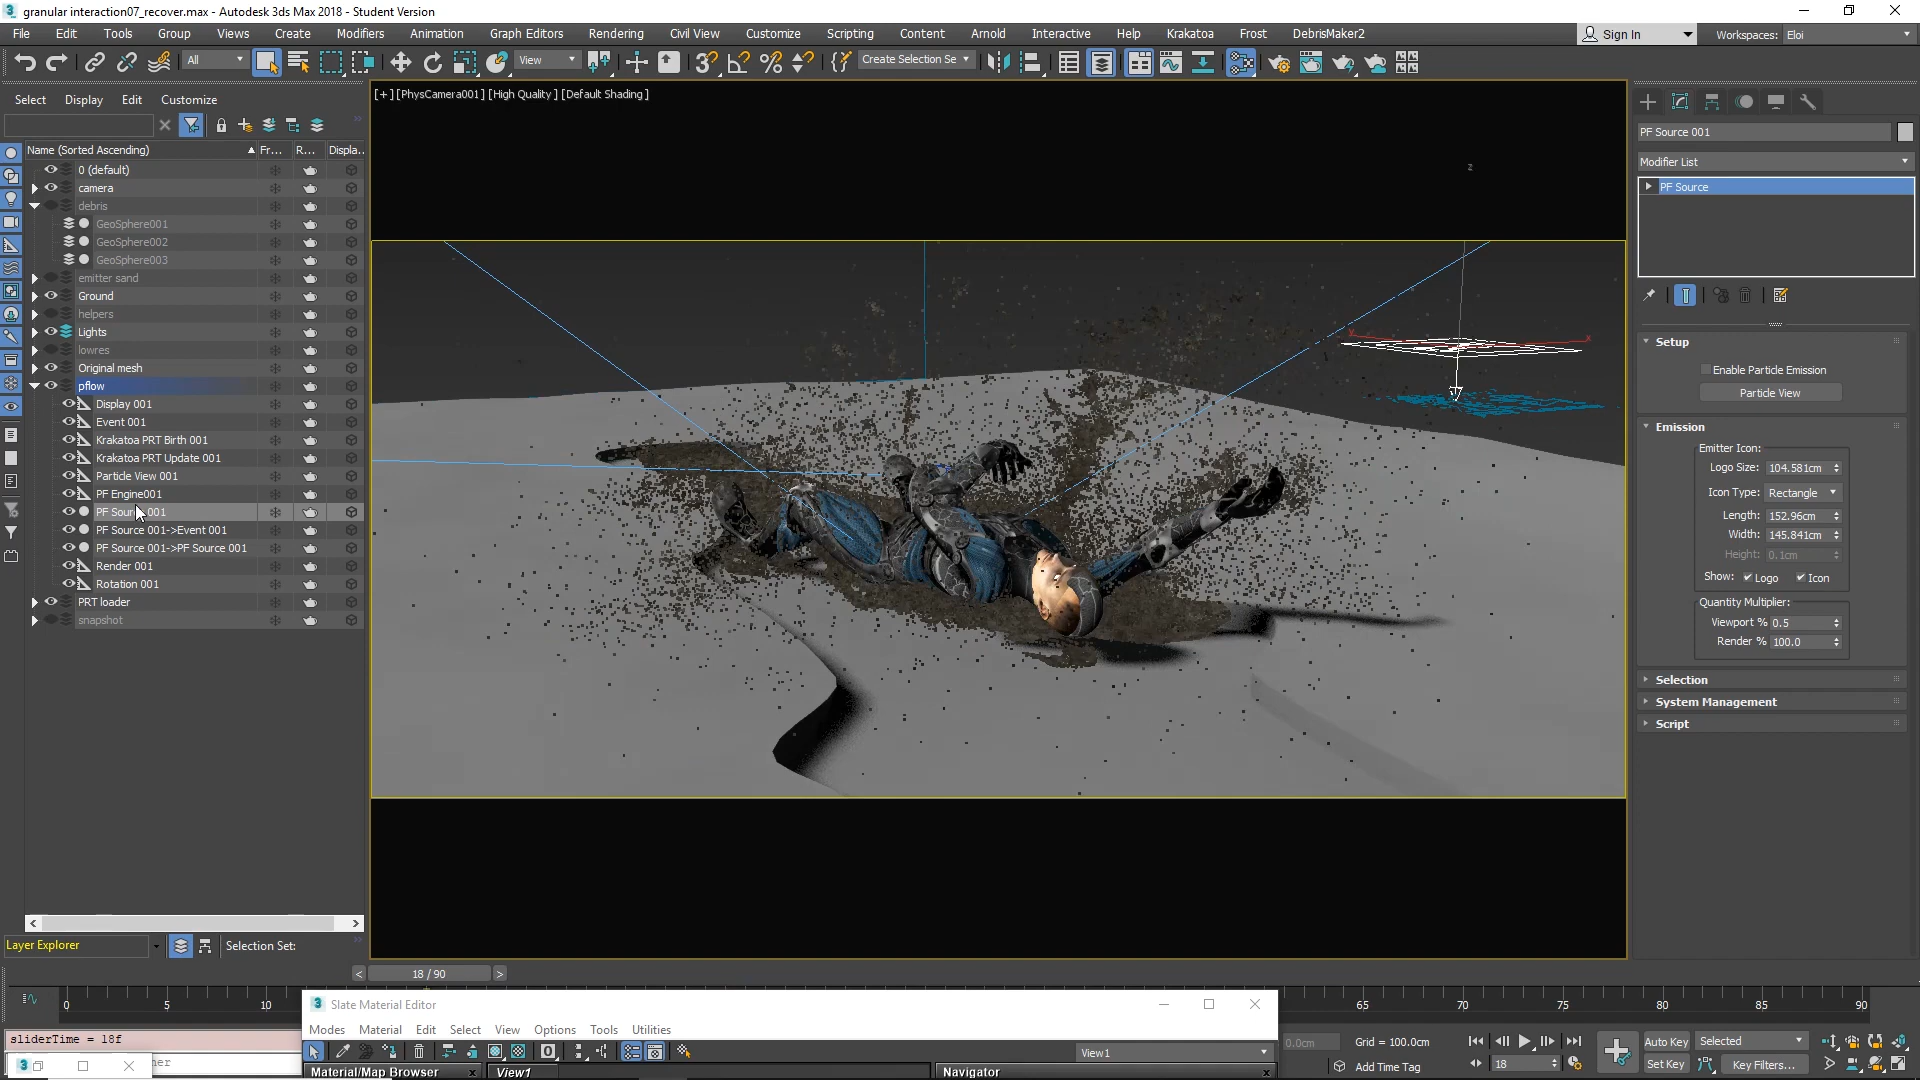 granular interaction07_recover.max - Autodesk 3ds Max 2018 - Student Version
File Edit Tools Group Views Create Modifiers Animation Graph Editors Rendering Civil View Customize Scripting Content Arnold Interactive Help Krakatoa Frost DebrisMaker2 Sign In Workspaces: Eloi
All View Create Selection Se
Select Display Edit Customize
[+] [PhysCamera001] [High Quality] [Default Shading]
Name (Sorted Ascending) Fr... R... Displa...
0 (default)
camera
debris
GeoSphere001
GeoSphere002
GeoSphere003
emitter sand
Ground
helpers
Lights
lowres
Original mesh
pflow
Display 001
Event 001
Krakatoa PRT Birth 001
Krakatoa PRT Update 001
Particle View 001
PF Engine001
PF Source 001
PF Source 001->Event 001
PF Source 001->PF Source 001
Render 001
Rotation 001
PRT loader
snapshot
z
x
PF Source 001
Modifier List
PF Source
Setup
Enable Particle Emission
Particle View
Emission
Emitter Icon:
Logo Size: 104.581cm
Icon Type: Rectangle
Length: 152.96cm
Width: 145.841cm
Height: 0.1cm
Show: Logo Icon
Quantity Multiplier:
Viewport % 0.5
Render % 100.0
Selection
System Management
Script
Layer Explorer Selection Set:
< 18 / 90 >
0 5 10 65 70 75 80 85 90
Slate Material Editor
Modes Material Edit Select View Options Tools Utilities
View1
Material/Map Browser View1 Navigator
sliderTime = 18f
ner
0.0cm Grid = 100.0cm Auto Key Selected
Add Time Tag 18 Set Key Key Filters...